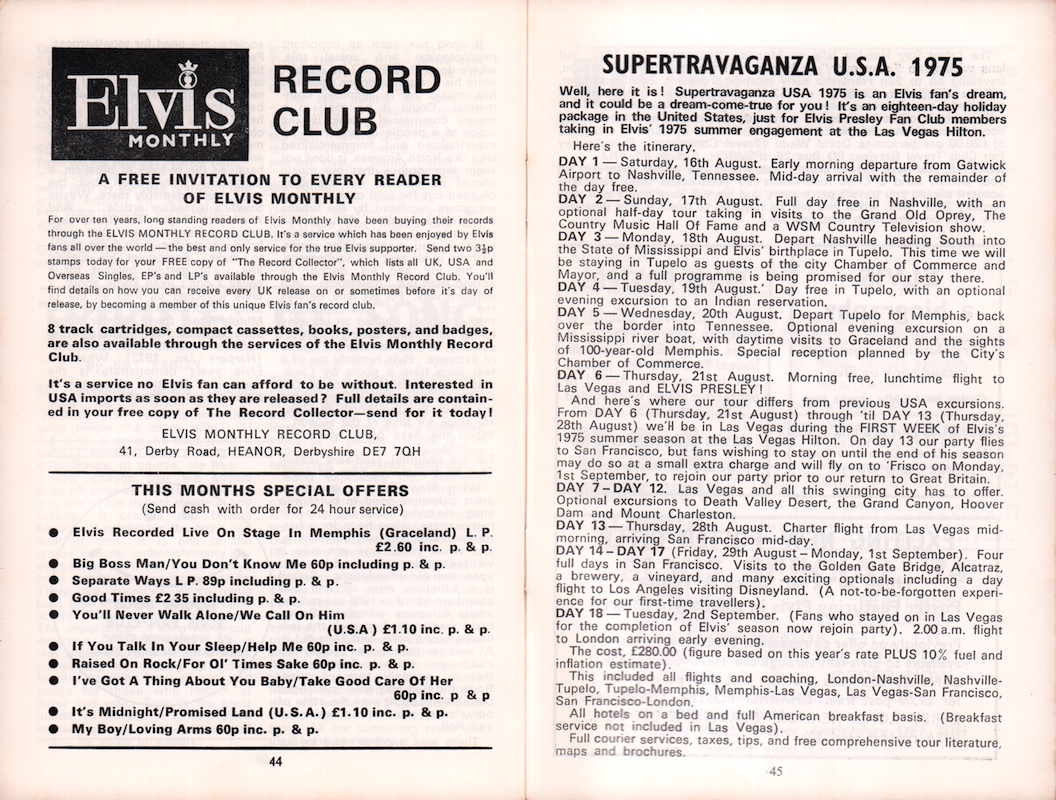 Elvis
MONTHLY
RECORD
CLUB
A FREE INVITATION TO EVERY READER
OF ELVIS MONTHLY
For over ten years, long standing readers of Elvis Monthly have been buying their records
through the ELVIS MONTHLY RECORD CLUB. It's a service which has been enjoyed by Elvis
fans all over the world — the best and only service for the true Elvis supporter. Send two 3½p
stamps today for your FREE copy of "The Record Collector", which lists all UK, USA and
Overseas Singles, EP's and LP's available through the Elvis Monthly Record Club. You'll
find details on how you can receive every UK release on or sometimes before it's day of
release, by becoming a member of this unique Elvis fan's record club.
8 track cartridges, compact cassettes, books, posters, and badges,
are also available through the services of the Elvis Monthly Record
Club.
It's a service no Elvis fan can afford to be without. Interested in
USA imports as soon as they are released? Full details are contain-
ed in your free copy of The Record Collector—send for it today!
ELVIS MONTHLY RECORD CLUB,
41, Derby Road, HEANOR, Derbyshire DE7 7QH
THIS MONTHS SPECIAL OFFERS
(Send cash with order for 24 hour service)
● Elvis Recorded Live On Stage In Memphis (Graceland) L. P.
£2.60 inc. p. & p.
● Big Boss Man/You Don't Know Me 60p including p. & p.
● Separate Ways L P. 89p including p. & p.
● Good Times £2 35 including p. & p.
● You'll Never Walk Alone/We Call On Him
(U.S.A ) £1.10 inc. p. & p.
● If You Talk In Your Sleep/Help Me 60p inc. p. & p.
● Raised On Rock/For Ol' Times Sake 60p inc. p. & p.
● I've Got A Thing About You Baby/Take Good Care Of Her
60p inc. p & p
● It's Midnight/Promised Land (U.S.A.) £1.10 inc. p. & p.
● My Boy/Loving Arms 60p inc. p. & p.
44
SUPERTRAVAGANZA U.S.A. 1975
Well, here it is! Supertravaganza USA 1975 is an Elvis fan's dream,
and it could be a dream-come-true for you! It's an eighteen-day holiday
package in the United States, just for Elvis Presley Fan Club members
taking in Elvis' 1975 summer engagement at the Las Vegas Hilton.
Here's the itinerary.
DAY 1 — Saturday, 16th August. Early morning departure from Gatwick
Airport to Nashville, Tennessee. Mid-day arrival with the remainder of
the day free.
DAY 2 — Sunday, 17th August. Full day free in Nashville, with an
optional half-day tour taking in visits to the Grand Old Oprey, The
Country Music Hall Of Fame and a WSM Country Television show.
DAY 3 — Monday, 18th August. Depart Nashville heading South into
the State of Mississippi and Elvis' birthplace in Tupelo. This time we will
be staying in Tupelo as guests of the city Chamber of Commerce and
Mayor, and a full programme is being promised for our stay there.
DAY 4 — Tuesday, 19th August.' Day free in Tupelo, with an optional
evening excursion to an Indian reservation.
DAY 5 — Wednesday, 20th August. Depart Tupelo for Memphis, back
over the border into Tennessee. Optional evening excursion on a
Mississippi river boat, with daytime visits to Graceland and the sights
of 100-year-old Memphis. Special reception planned by the City's
Chamber of Commerce.
DAY 6 — Thursday, 21st August. Morning free, lunchtime flight to
Las Vegas and ELVIS PRESLEY!
And here's where our tour differs from previous USA excursions.
From DAY 6 (Thursday, 21st August) through 'til DAY 13 (Thursday,
28th August) we'll be in Las Vegas during the FIRST WEEK of Elvis's
1975 summer season at the Las Vegas Hilton. On day 13 our party flies
to San Francisco, but fans wishing to stay on until the end of his season
may do so at a small extra charge and will fly on to 'Frisco on Monday,
1st September, to rejoin our party prior to our return to Great Britain.
DAY 7 – DAY 12. Las Vegas and all this swinging city has to offer.
Optional excursions to Death Valley Desert, the Grand Canyon, Hoover
Dam and Mount Charleston.
DAY 13 — Thursday, 28th August. Charter flight from Las Vegas mid-
morning, arriving San Francisco mid-day.
DAY 14 – DAY 17 (Friday, 29th August – Monday, 1st September). Four
full days in San Francisco. Visits to the Golden Gate Bridge, Alcatraz,
a brewery, a vineyard, and many exciting optionals including a day
flight to Los Angeles visiting Disneyland. (A not-to-be-forgotten experi-
ence for our first-time travellers).
DAY 18 — Tuesday, 2nd September. (Fans who stayed on in Las Vegas
for the completion of Elvis' season now rejoin party). 2.00 a.m. flight
to London arriving early evening.
The cost, £280.00 (figure based on this year's rate PLUS 10% fuel and
inflation estimate).
This included all flights and coaching, London-Nashville, Nashville-
Tupelo, Tupelo-Memphis, Memphis-Las Vegas, Las Vegas-San Francisco,
San Francisco-London.
All hotels on a bed and full American breakfast basis. (Breakfast
service not included in Las Vegas).
Full courier services, taxes, tips, and free comprehensive tour literature,
maps and brochures.
45